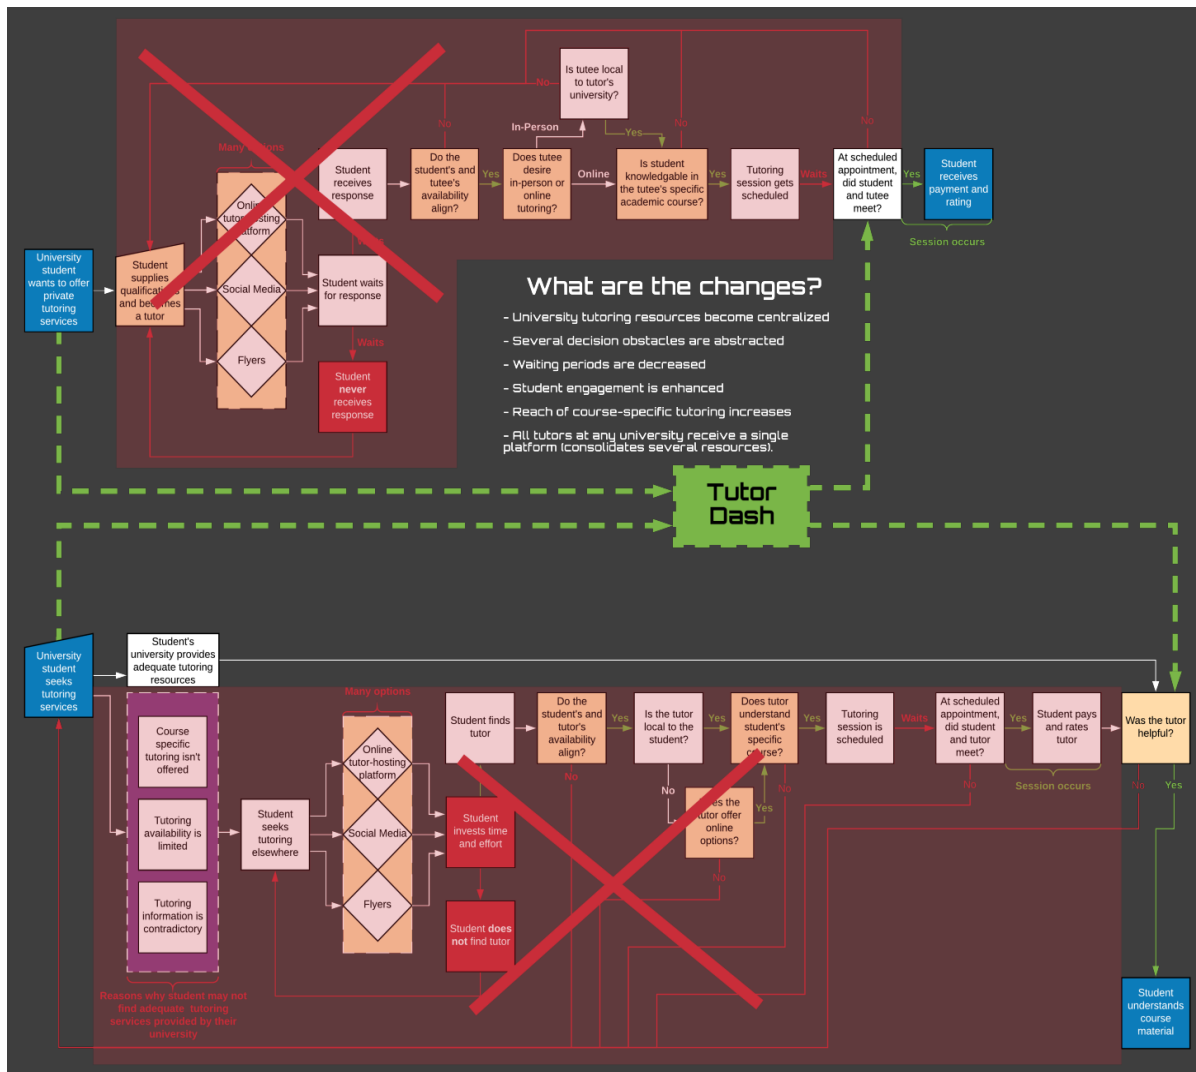 Is tutee local
to tutor's
university?
No
In-Person
Yes
No
No
No
Many options
Student
receives
response
Do the
student's and
tutee's
availability
align?
Yes
Does tutee
desire
in-person or
online
tutoring?
Online
Is student
knowledgable in
the tutee's specific
academic course?
Yes
Tutoring
session gets
scheduled
Waits
At scheduled
appointment,
did student
and tutee
meet?
Yes
Student
receives
payment and
rating
Session occurs
Online
tutor-hosting
platform
University
student
wants to offer
private
tutoring
services
Student
supplies
qualifications
and becomes
a tutor
Social Media
Student waits
for response
Waits
Flyers
Student
never
receives
response
What are the changes?
- University tutoring resources become centralized
- Several decision obstacles are abstracted
- Waiting periods are decreased
- Student engagement is enhanced
- Reach of course-specific tutoring increases
- All tutors at any university receive a single
platform (consolidates several resources).
Tutor
Dash
University
student
seeks
tutoring
services
Student's
university provides
adequate tutoring
resources
Course
specific
tutoring isn't
offered
Tutoring
availability is
limited
Tutoring
information is
contradictory
Reasons why student may not
find adequate tutoring
services provided by their
university
Student
seeks
tutoring
elsewhere
Many options
Online
tutor-hosting
platform
Social Media
Flyers
Student finds
tutor
Student
invests time
and effort
Student does
not find tutor
Do the
student's and
tutor's
availability
align?
Yes
No
Is the tutor
local to the
student?
Yes
No
Does the
tutor offer
online
options?
Yes
No
Does tutor
understand
student's
specific
course?
Yes
No
Tutoring
session is
scheduled
Waits
At scheduled
appointment,
did student
and tutor
meet?
Yes
No
Student pays
and rates
tutor
Session occurs
Was the tutor
helpful?
No
Yes
Student
understands
course
material